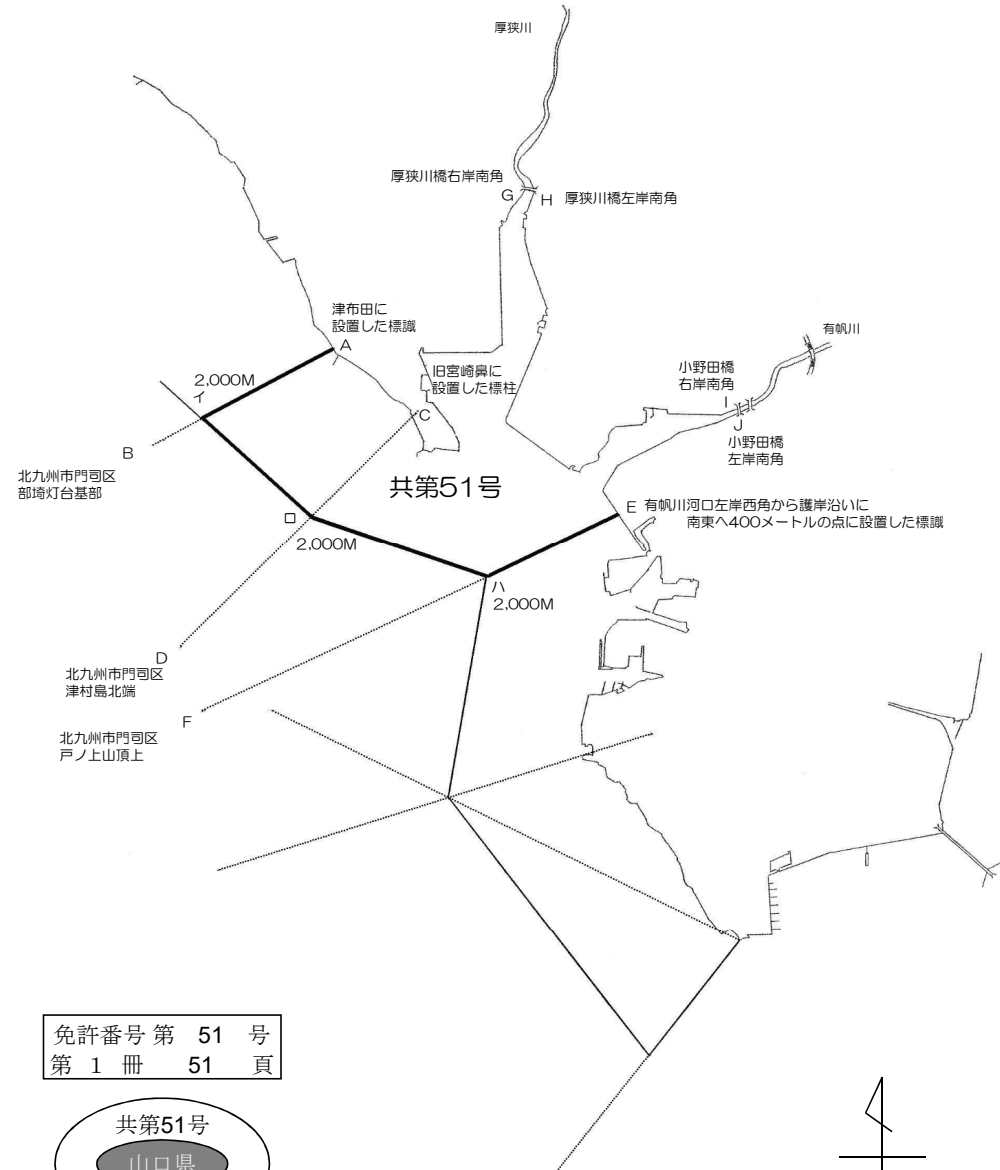 厚狭川
厚狭川橋右岸南角
G
H
厚狭川橋左岸南角
津布田に
設置した標識
A
有帆川
2,000M
イ
旧宮崎鼻に
設置した標柱
C
小野田橋
右岸南角
I
J
小野田橋
左岸南角
B
北九州市門司区
部埼灯台基部
共第51号
E
有帆川河口左岸西角から護岸沿いに
南東へ400メートルの点に設置した標識
ロ
2,000M
ハ
2,000M
D
北九州市門司区
津村島北端
F
北九州市門司区
戸ノ上山頂上
免許番号 第 51 号
第 1 冊 51 頁
共第51号
山口県